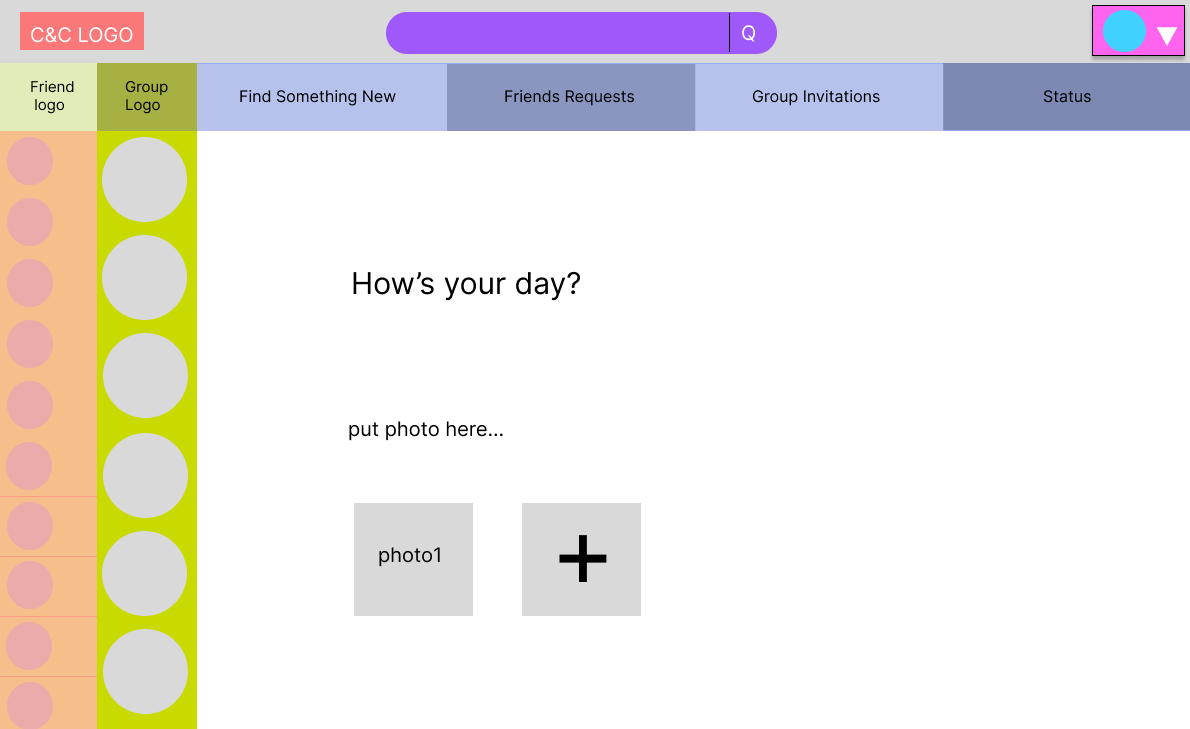 C&C LOGO
Q
Friend
logo
Group
Logo
Find Something New
Friends Requests
Group Invitations
Status
How’s your day?
put photo here...
photo1